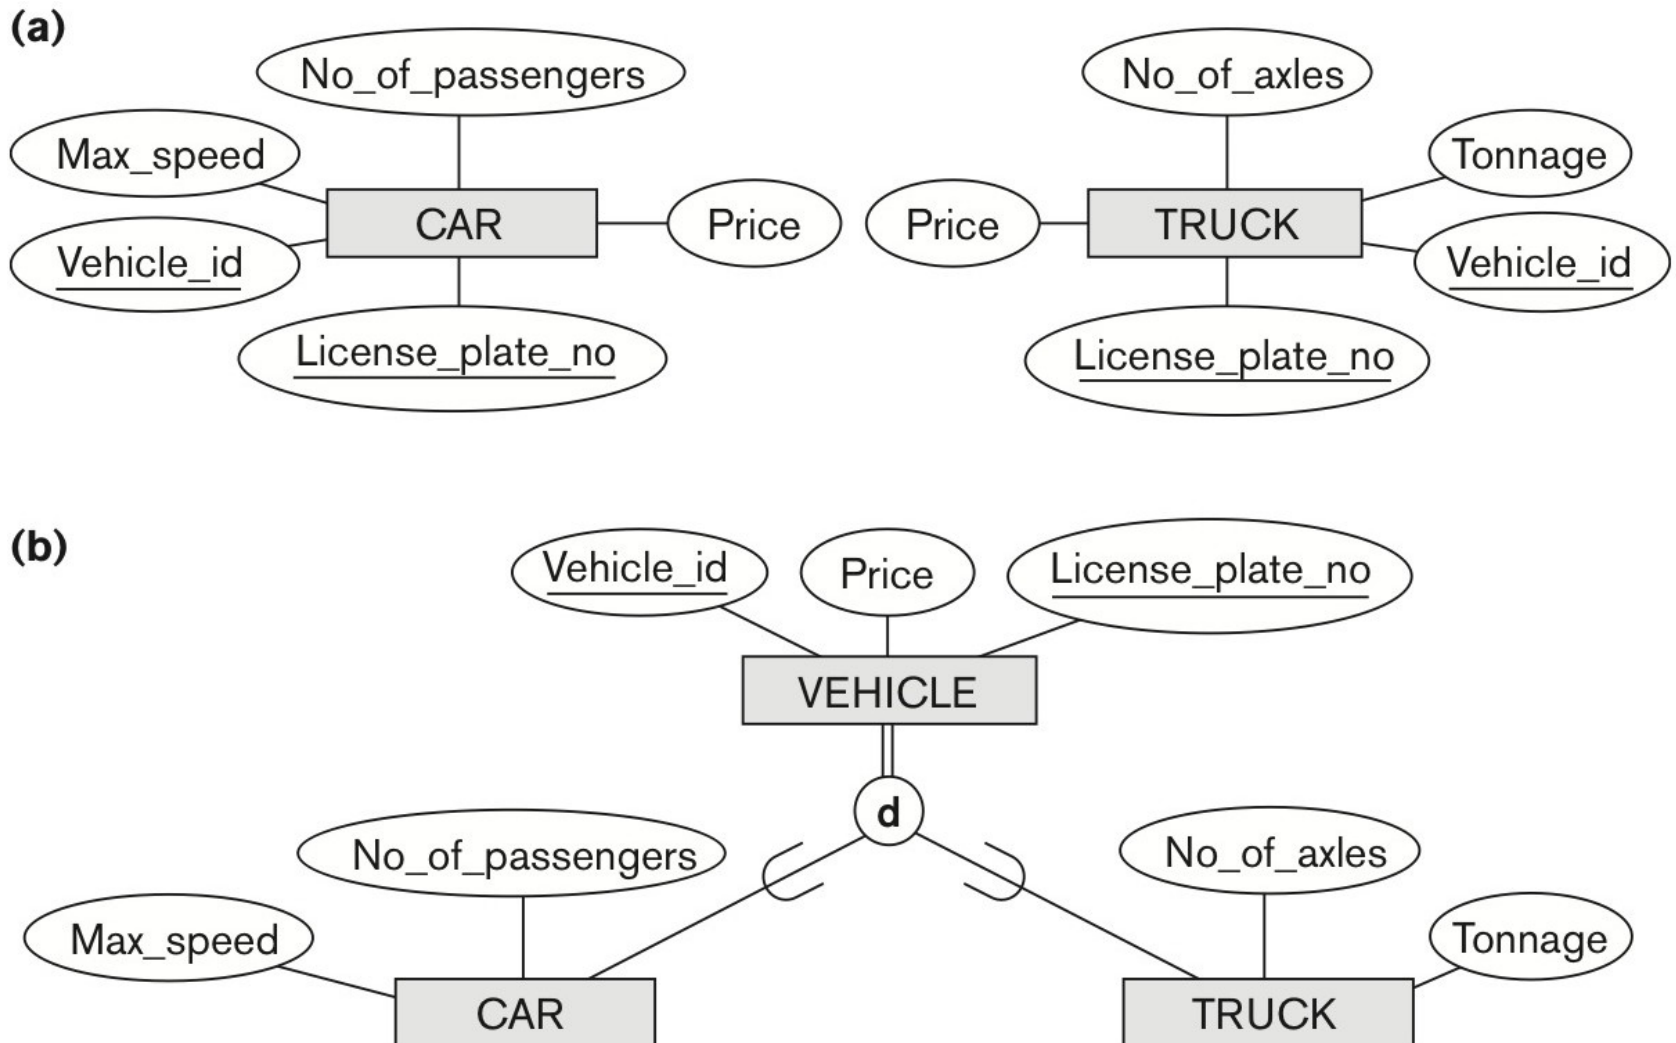 (a)
No_of_passengers
No_of_axles
Max_speed
Tonnage
CAR
Price
Price
TRUCK
Vehicle_id
Vehicle_id
License_plate_no
License_plate_no
(b)
Vehicle_id
Price
License_plate_no
VEHICLE
d
No_of_passengers
No_of_axles
Max_speed
Tonnage
CAR
TRUCK